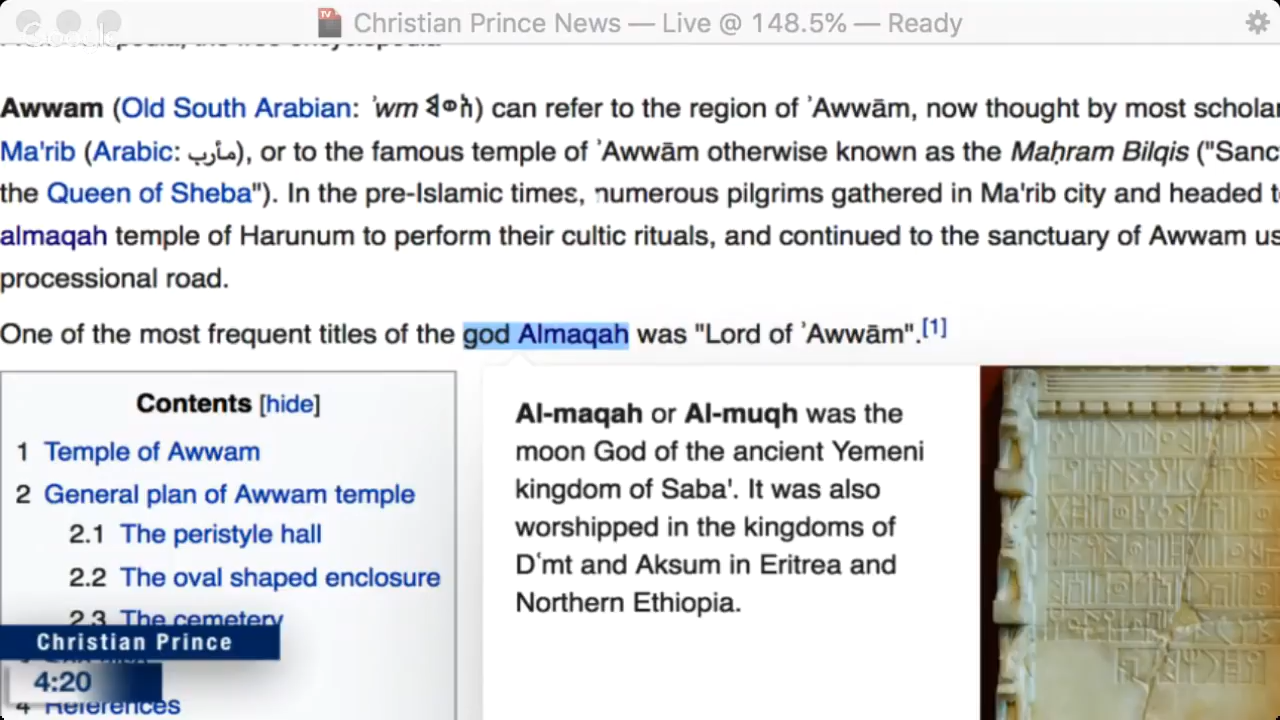 Christian Prince News — Live @ 148.5% — Ready
Google
Awwam (Old South Arabian: ʾwm 𐩱𐩥𐩣) can refer to the region of ʾAwwām, now thought by most
Ma'rib (Arabic: مأرب), or to the famous temple of ʾAwwām otherwise known as the Maḥram Bilqis ("
the Queen of Sheba"). In the pre-Islamic times, numerous pilgrims gathered in Ma'rib city and headed
almaqah temple of Harunum to perform their cultic rituals, and continued to the sanctuary of Awwam
processional road.
One of the most frequent titles of the god Almaqah was "Lord of ʾAwwām".[1]
Contents [hide]
1 Temple of Awwam
2 General plan of Awwam temple
2.1 The peristyle hall
2.2 The oval shaped enclosure
2.3 The cemetery
4 References
Al-maqah or Al-muqh was the
moon God of the ancient Yemeni
kingdom of Saba'. It was also
worshipped in the kingdoms of
Dʿmt and Aksum in Eritrea and
Northern Ethiopia.
Christian Prince
4:20